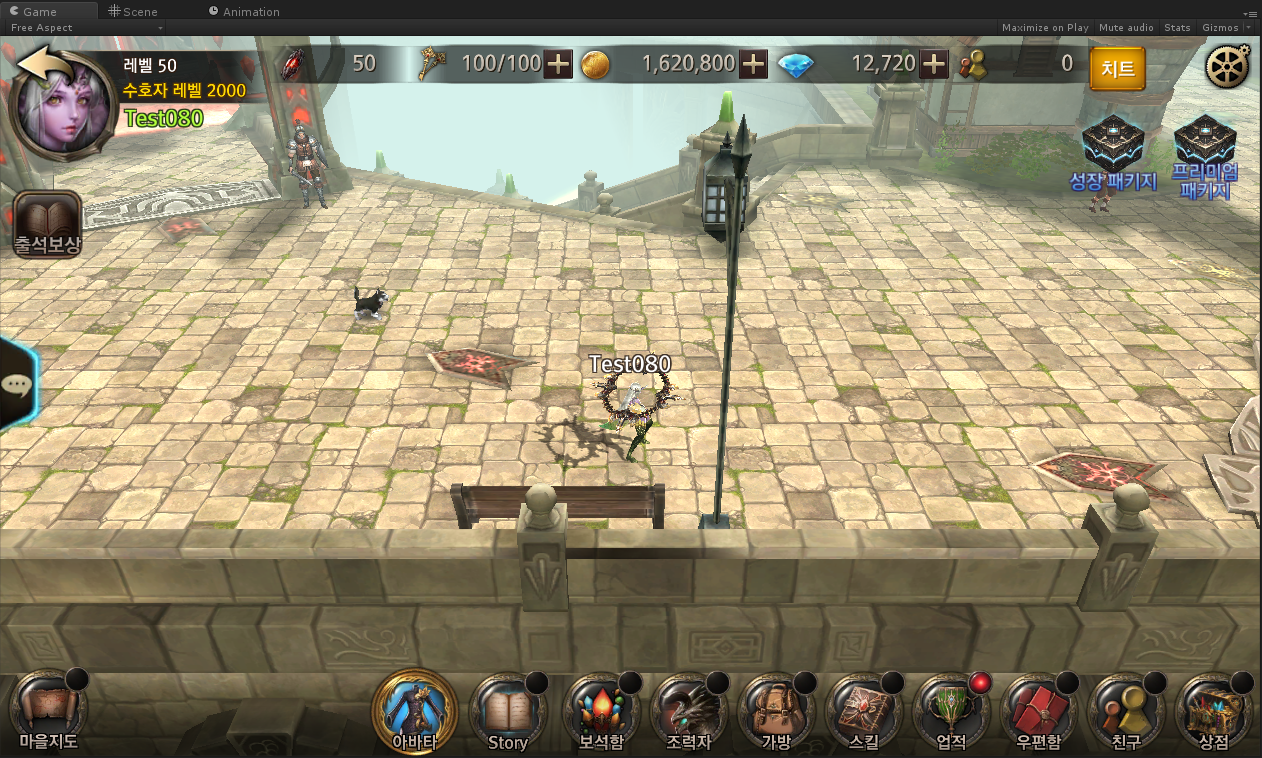 Game Scene Animation
Free Aspect Maximize on Play Mute audio Stats Gizmos
레벨 50 50 100/100 1,620,800 12,720 0 치트
수호자 레벨 2000
Test080
성장 패키지 프리미엄
패키지
출석보상
Test080
마을지도 아바타 Story 보석함 조력자 가방 스킬 업적 우편함 친구 상점